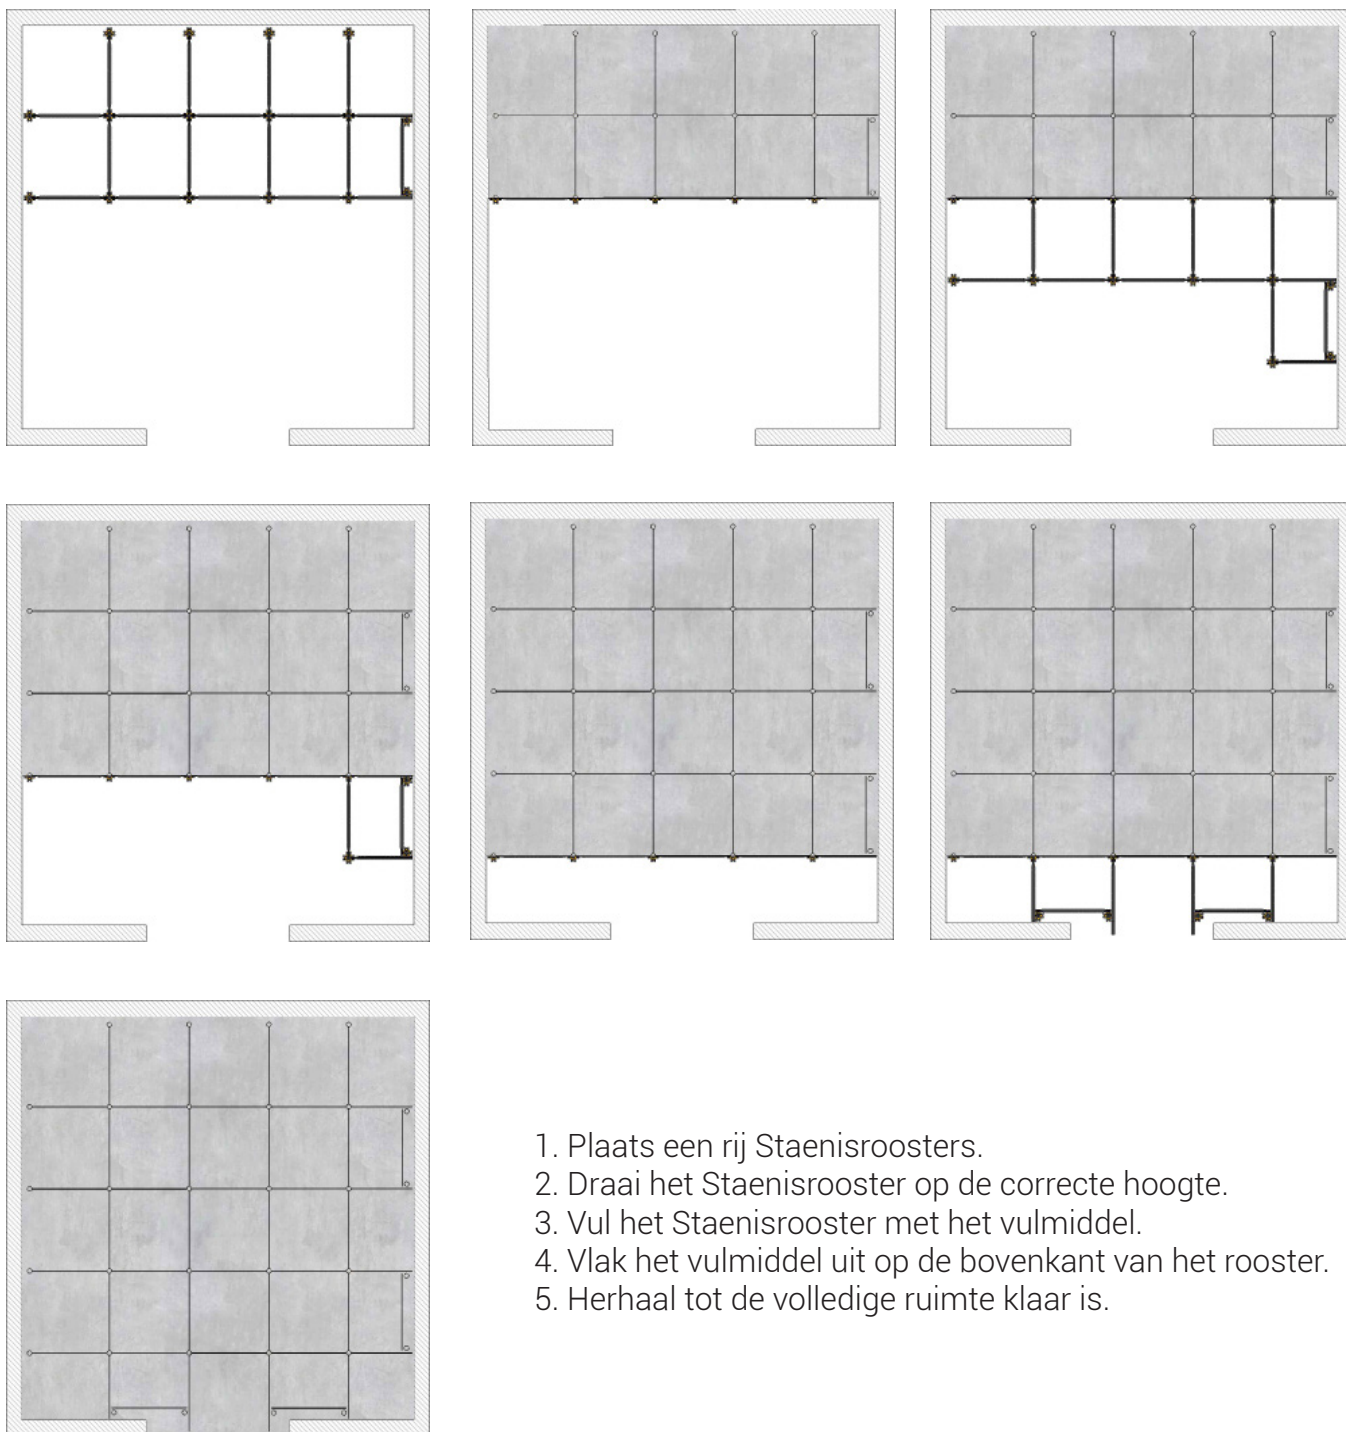 1. Plaats een rij Staenisroosters.
2. Draai het Staenisrooster op de correcte hoogte.
3. Vul het Staenisrooster met het vulmiddel.
4. Vlak het vulmiddel uit op de bovenkant van het rooster.
5. Herhaal tot de volledige ruimte klaar is.